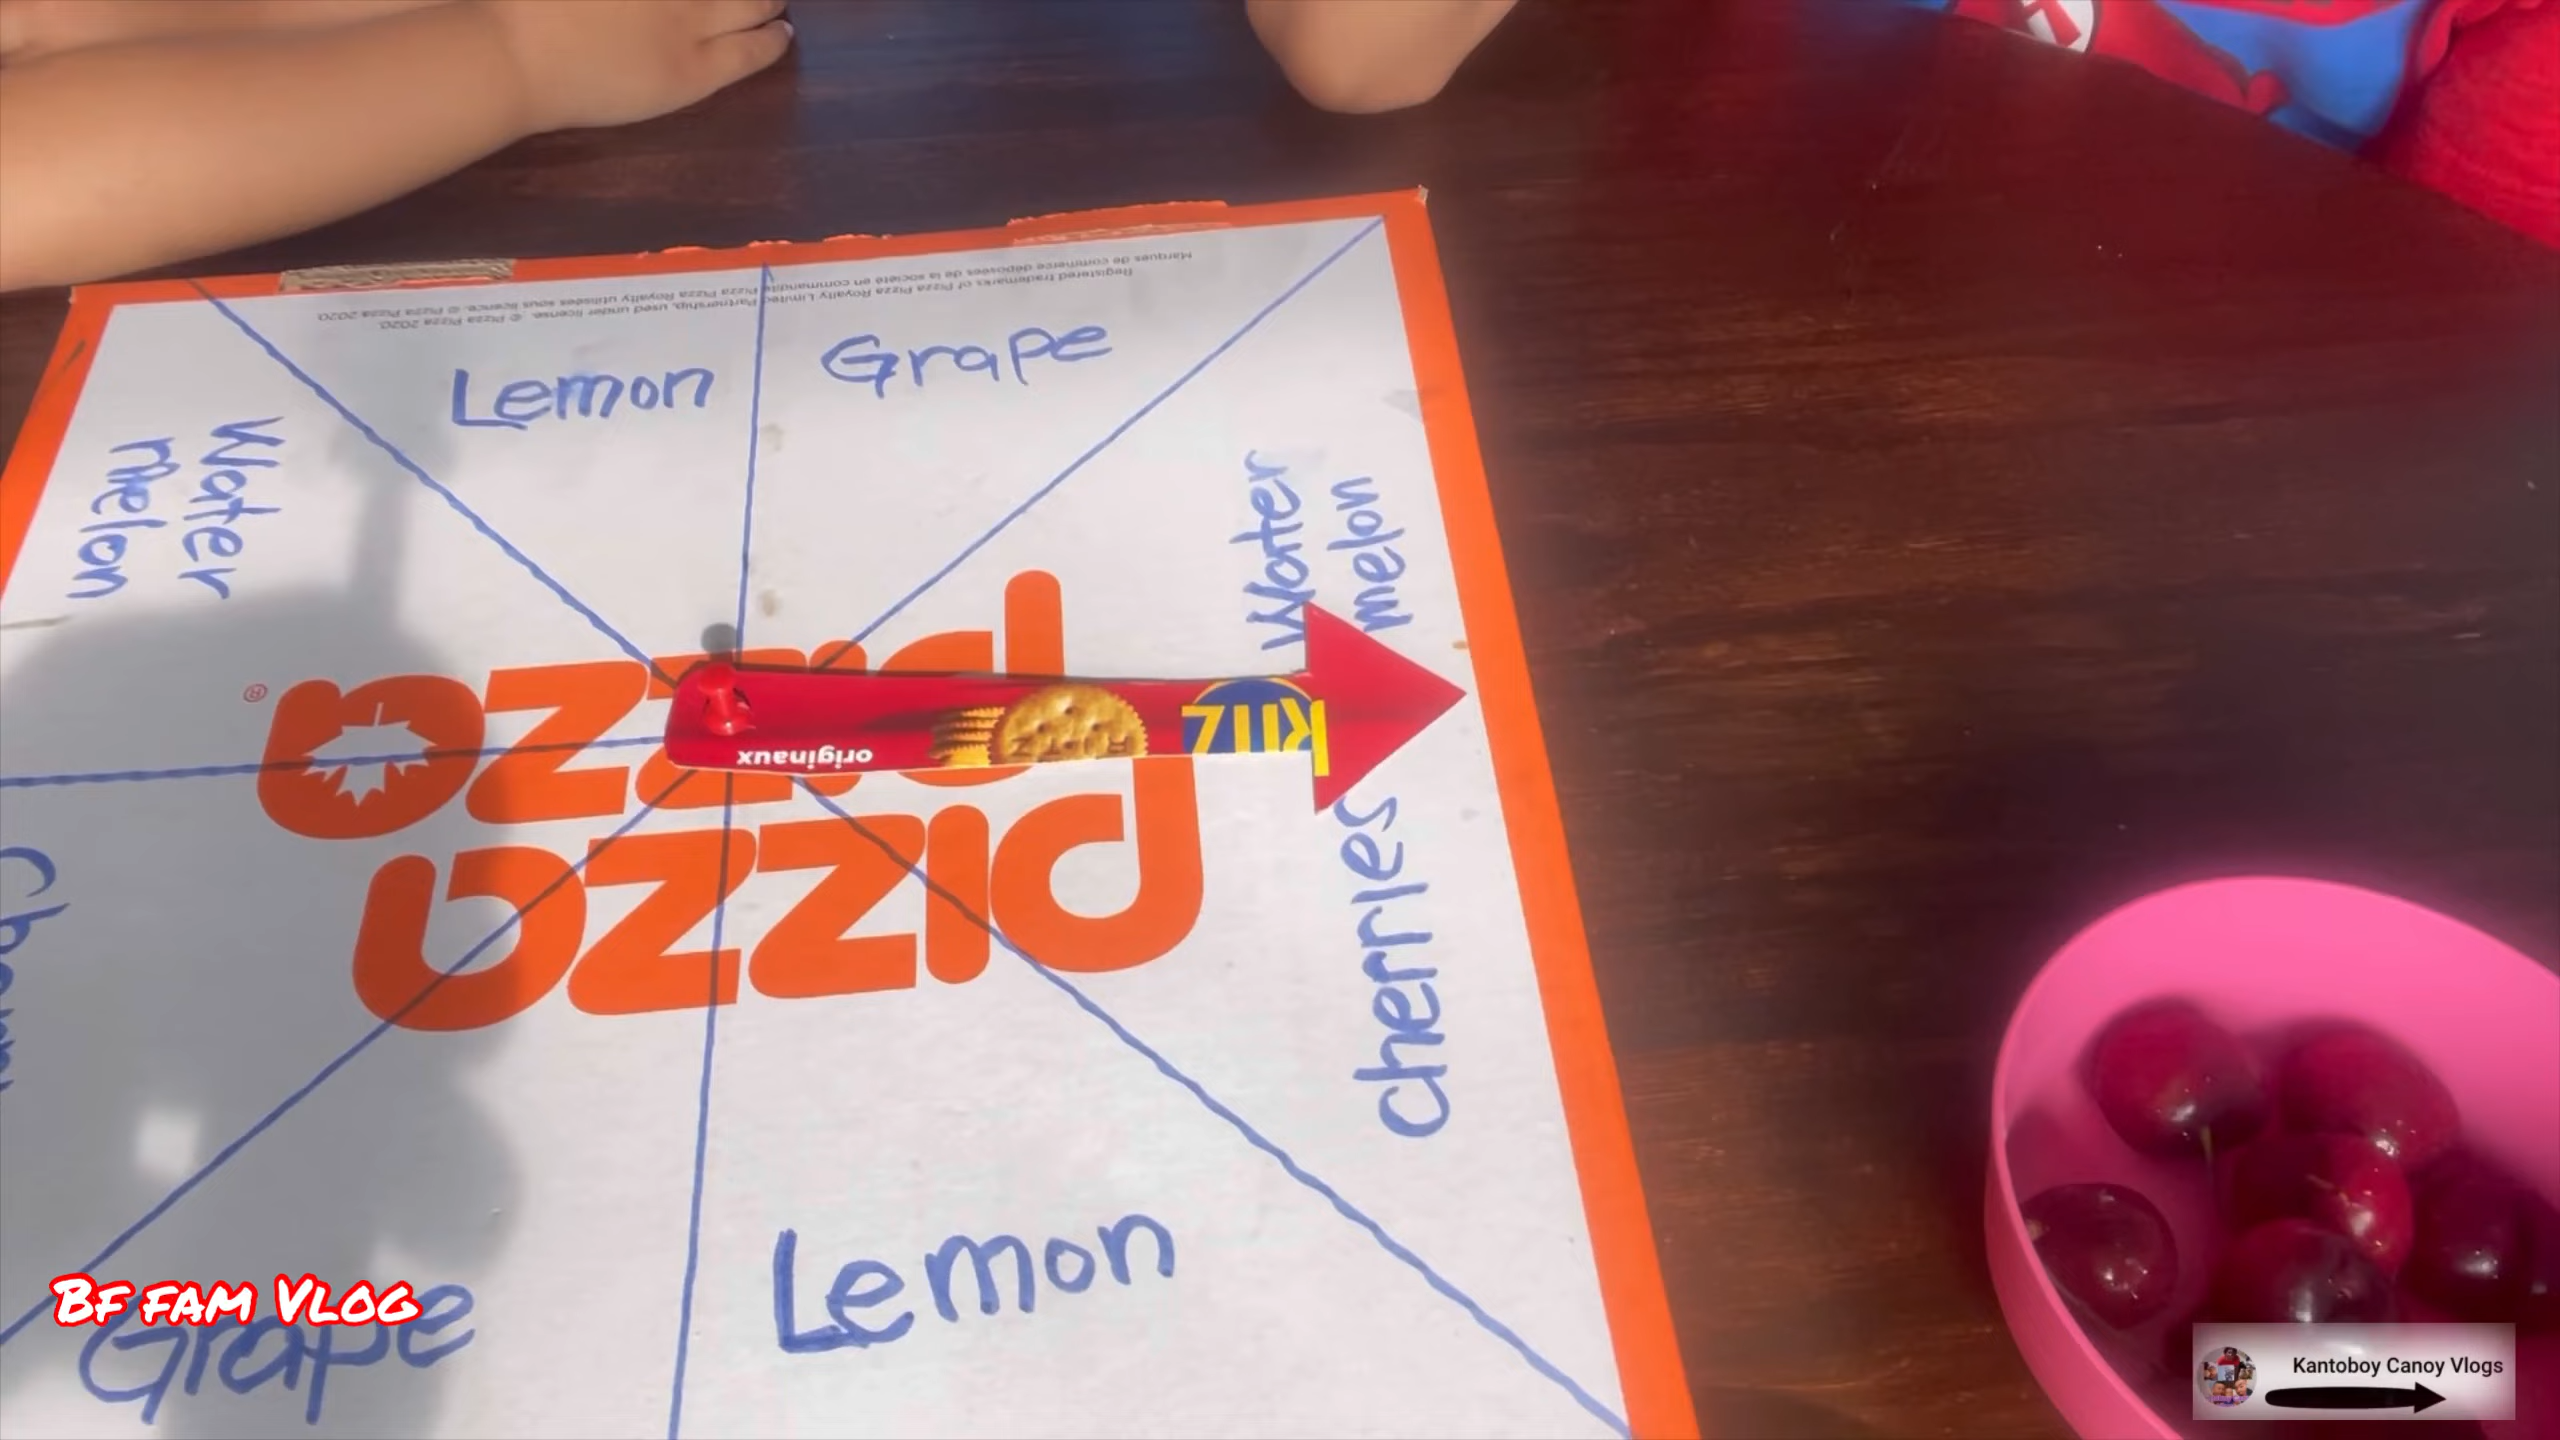 Marques de commerce déposées de la société en commandite Pizza Pizza Royalty utilisées sous licence. © Pizza Pizza 2020.
Registered trademarks of Pizza Pizza Royalty Limited Partnership, used under license. © Pizza Pizza 2020.
Lemon
Grape
Water
melon
Water
melon
pizza
®
pizza
originaux
RITZ
RITZ
cherries
Lemon
Grape
BF FAM VLOG
Kantoboy Canoy Vlogs